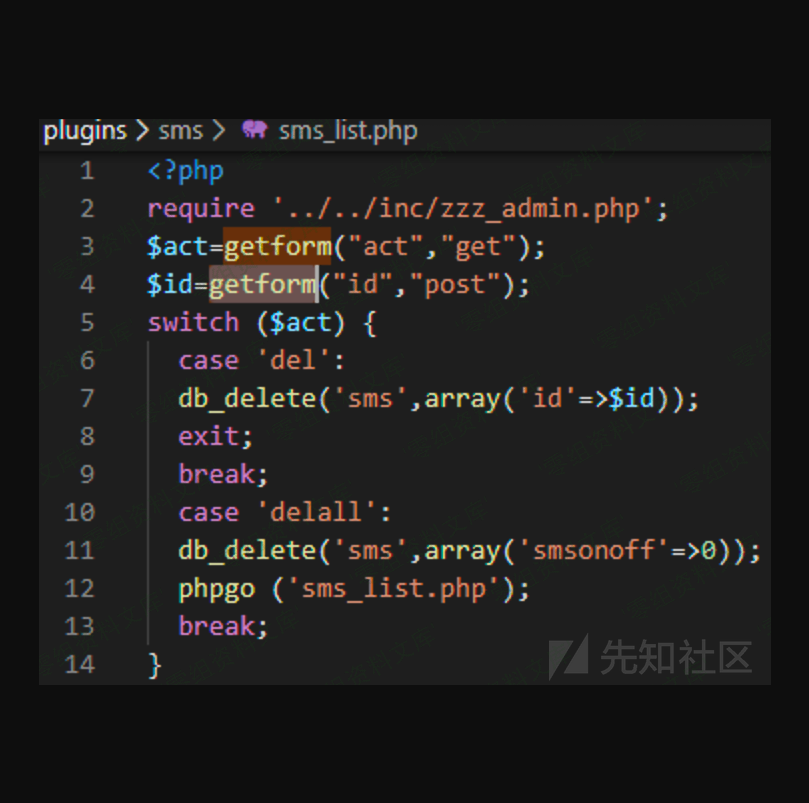 plugins > sms > sms_list.php
1 <?php
2 require '../../inc/zzz_admin.php';
3 $act=getform("act","get");
4 $id=getform("id","post");
5 switch ($act) {
6 case 'del':
7 db_delete('sms',array('id'=>$id));
8 exit;
9 break;
10 case 'delall':
11 db_delete('sms',array('smsonoff'=>0));
12 phpgo ('sms_list.php');
13 break;
14 }
先知社区